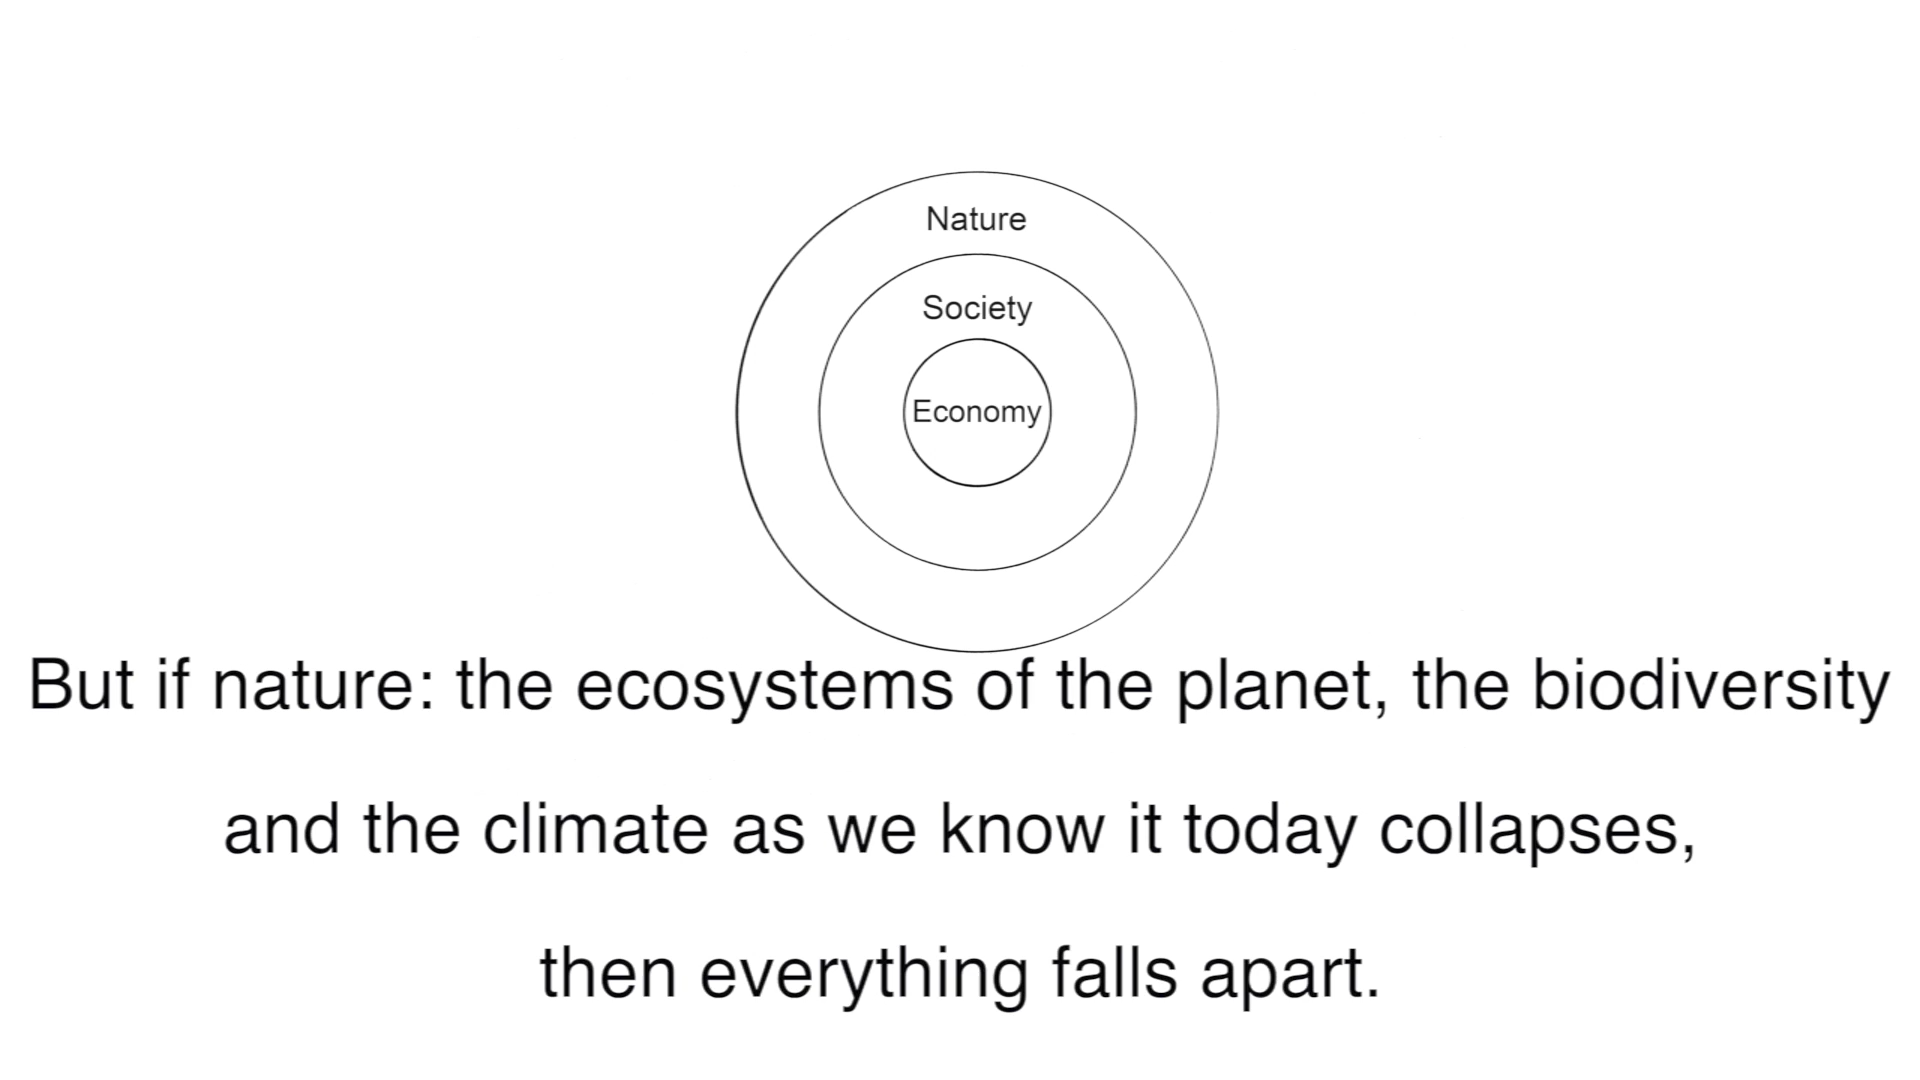 Nature
Society
Economy
But if nature: the ecosystems of the planet, the biodiversity
and the climate as we know it today collapses,
then everything falls apart.